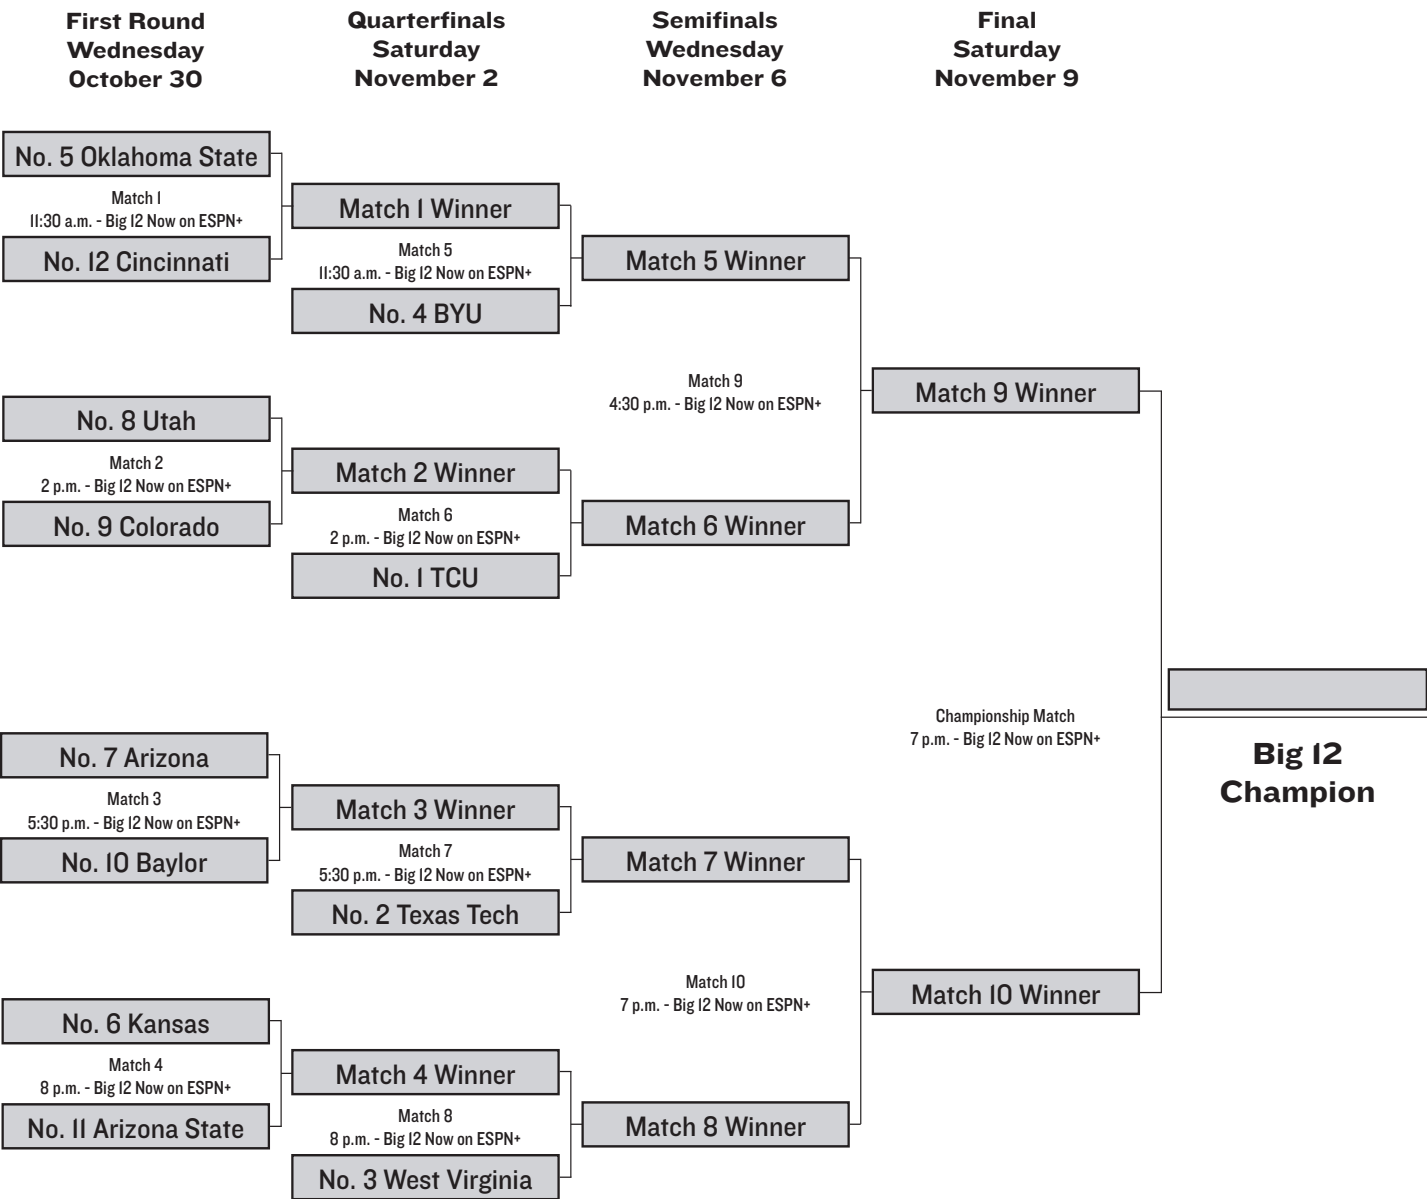 First Round
Wednesday
October 30
Quarterfinals
Saturday
November 2
Semifinals
Wednesday
November 6
Final
Saturday
November 9
No. 5 Oklahoma State
Match 1
11:30 a.m. - Big 12 Now on ESPN+
No. 12 Cincinnati
Match 1 Winner
Match 5
11:30 a.m. - Big 12 Now on ESPN+
No. 4 BYU
Match 5 Winner
No. 8 Utah
Match 2
2 p.m. - Big 12 Now on ESPN+
No. 9 Colorado
Match 2 Winner
Match 6
2 p.m. - Big 12 Now on ESPN+
No. 1 TCU
Match 9
4:30 p.m. - Big 12 Now on ESPN+
Match 6 Winner
Match 9 Winner
No. 7 Arizona
Match 3
5:30 p.m. - Big 12 Now on ESPN+
No. 10 Baylor
Match 3 Winner
Match 7
5:30 p.m. - Big 12 Now on ESPN+
No. 2 Texas Tech
Match 7 Winner
Championship Match
7 p.m. - Big 12 Now on ESPN+
Big 12
Champion
No. 6 Kansas
Match 4
8 p.m. - Big 12 Now on ESPN+
No. 11 Arizona State
Match 4 Winner
Match 8
8 p.m. - Big 12 Now on ESPN+
No. 3 West Virginia
Match 10
7 p.m. - Big 12 Now on ESPN+
Match 8 Winner
Match 10 Winner